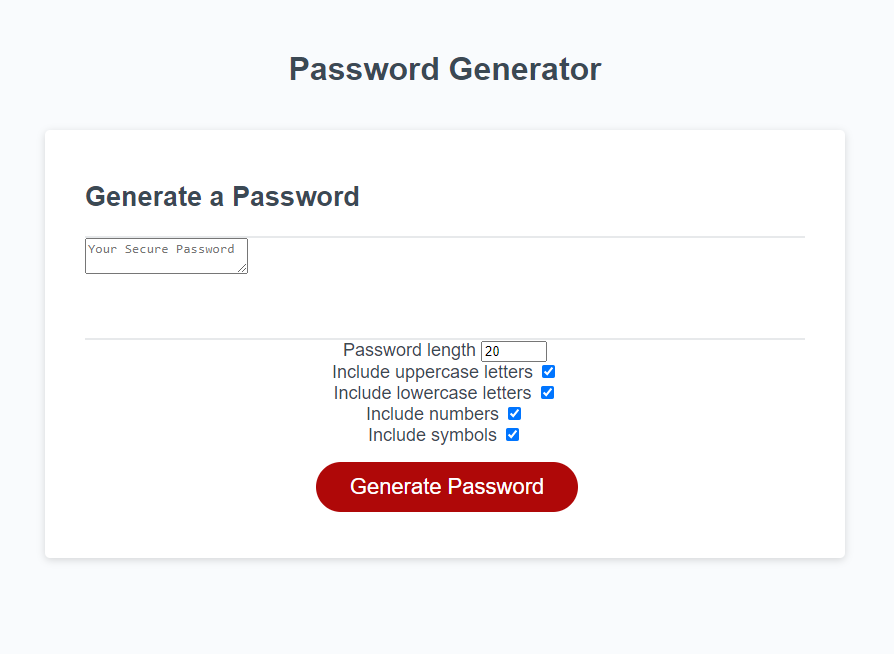 Password Generator
Generate a Password
Your Secure Password
Password length 20
Include uppercase letters
Include lowercase letters
Include numbers
Include symbols
Generate Password